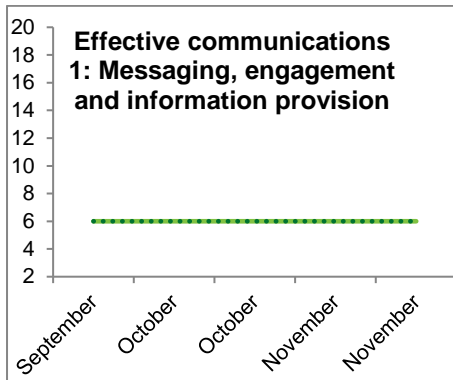 Effective communications
1: Messaging, engagement
and information provision
20
18
16
14
12
10
8
6
4
2
September
October
October
November
November